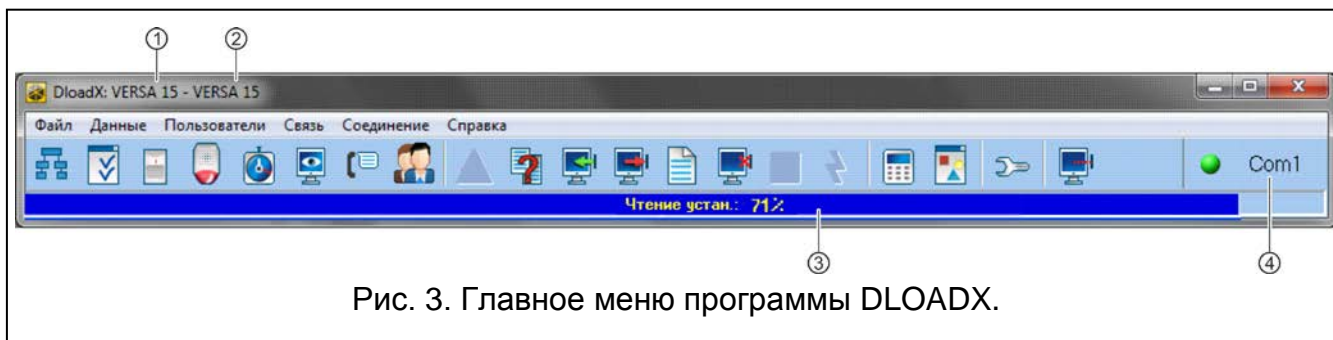 ① ②
DloadX: VERSA 15 - VERSA 15
Файл Данные Пользователи Связь Соединение Справка
Com1
Чтение устан.: 71%
③ ④
Рис. 3. Главное меню программы DLOADX.